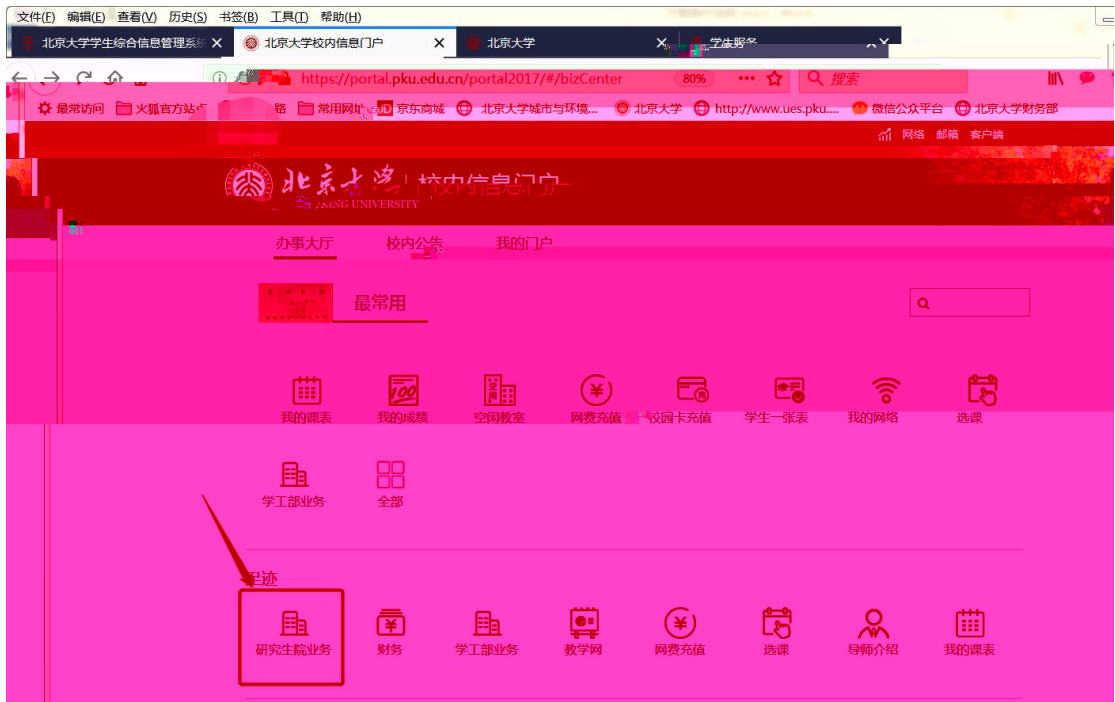 文件(F) 编辑(E) 查看(V) 历史(S) 书签(B) 工具(T) 帮助(H)
北京大学学生综合信息管理系统 北京大学校内信息门户 北京大学
https://portal.pku.edu.cn/portal2017/#/bizCenter 80% 搜索
最常访问 火狐官方站点 常用网址 JD 京东商城 北京大学城市与环境... 北京大学 http://www.ues.pku.... 微信公众平台 北京大学财务部
网络 邮箱 客户端
北京大学 校内信息门户
PEKING UNIVERSITY
办事大厅 校内公告 我的门户
最常用
我的课表 我的成绩 空闲教室 网费充值 校园卡充值 学生一张表 我的网络 选课
学工部业务 全部
足迹
研究生院业务 财务 学工部业务 教学网 网费充值 选课 导师介绍 我的课表